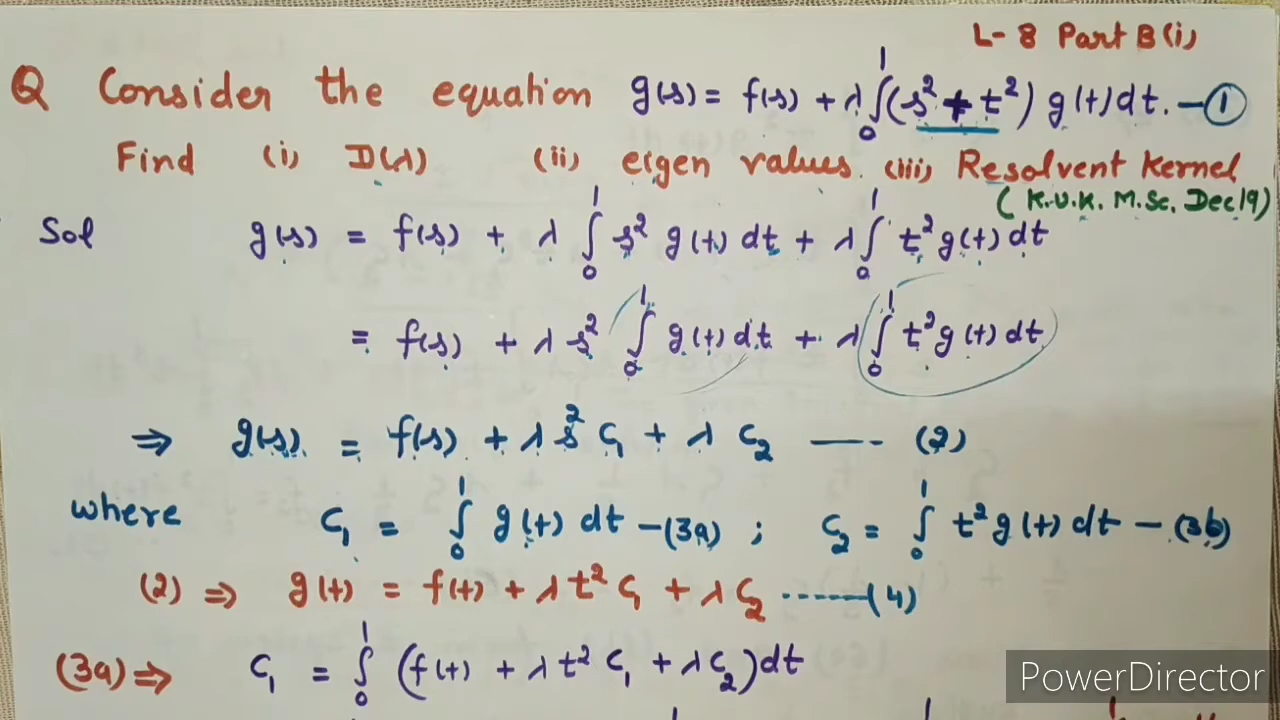 L-8 Part B(i)
Q Consider the equation g(s) = f(s) + λ∫₀¹(s² + t²) g(t)dt. —①
Find (i) D(λ) (ii) eigen values (iii) Resolvent Kernel
(K.U.K. M.Sc. Dec19)
Sol g(s) = f(s) + λ ∫₀¹ s² g(t) dt + λ∫₀¹ t² g(t) dt
= f(s) + λ s² ∫₀¹ g(t) dt + λ∫₀¹ t² g(t) dt
⇒ g(s) = f(s) + λ s² C₁ + λ C₂ —— (2)
where C₁ = ∫₀¹ g(t) dt —(3a) ; C₂ = ∫₀¹ t² g(t) dt — (3b)
(2) ⇒ g(t) = f(t) + λ t² C₁ + λ C₂ ......(4)
(3a) ⇒ C₁ = ∫₀¹ (f(t) + λ t² C₁ + λ C₂)dt
PowerDirector